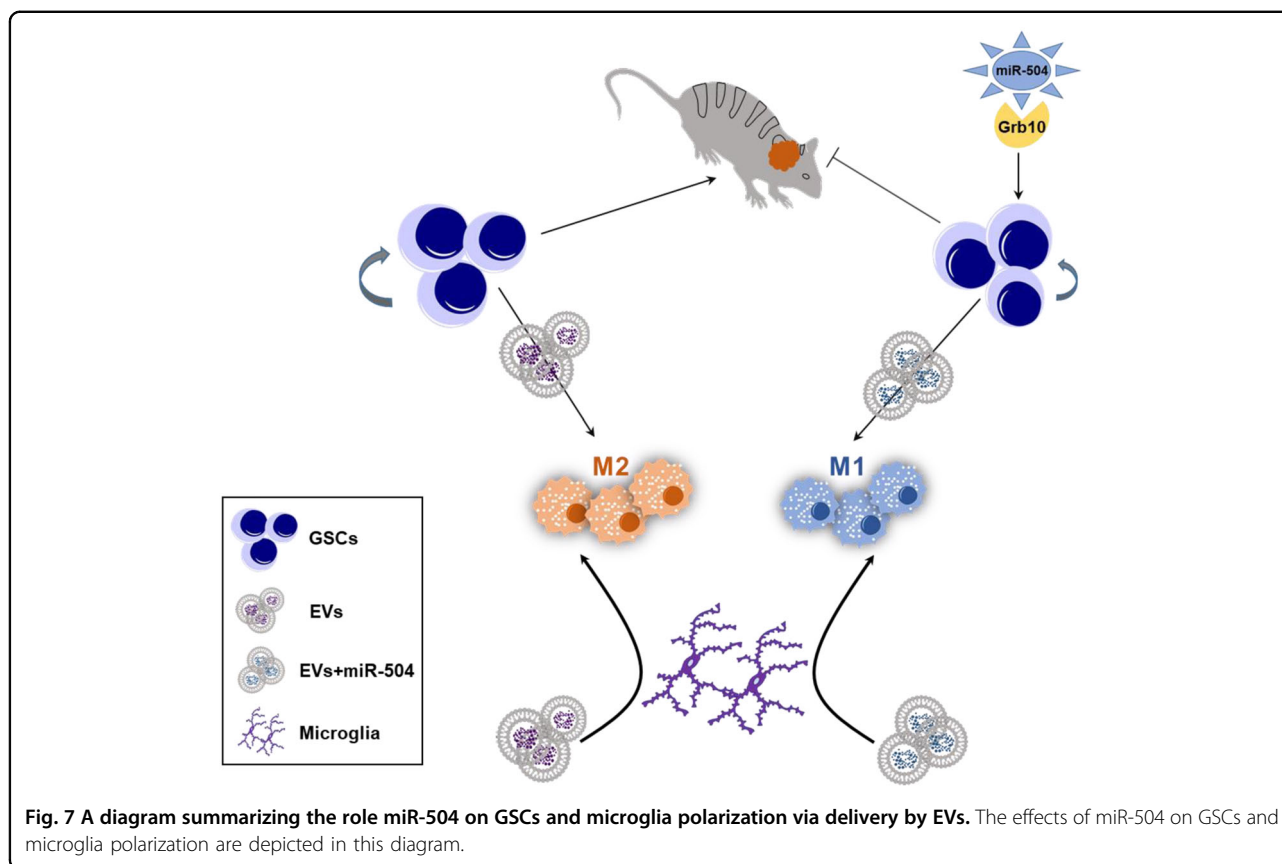 miR-504
Grb10
M2
M1
GSCs
EVs
EVs+miR-504
Microglia
Fig. 7 A diagram summarizing the role miR-504 on GSCs and microglia polarization via delivery by EVs. The effects of miR-504 on GSCs and
microglia polarization are depicted in this diagram.